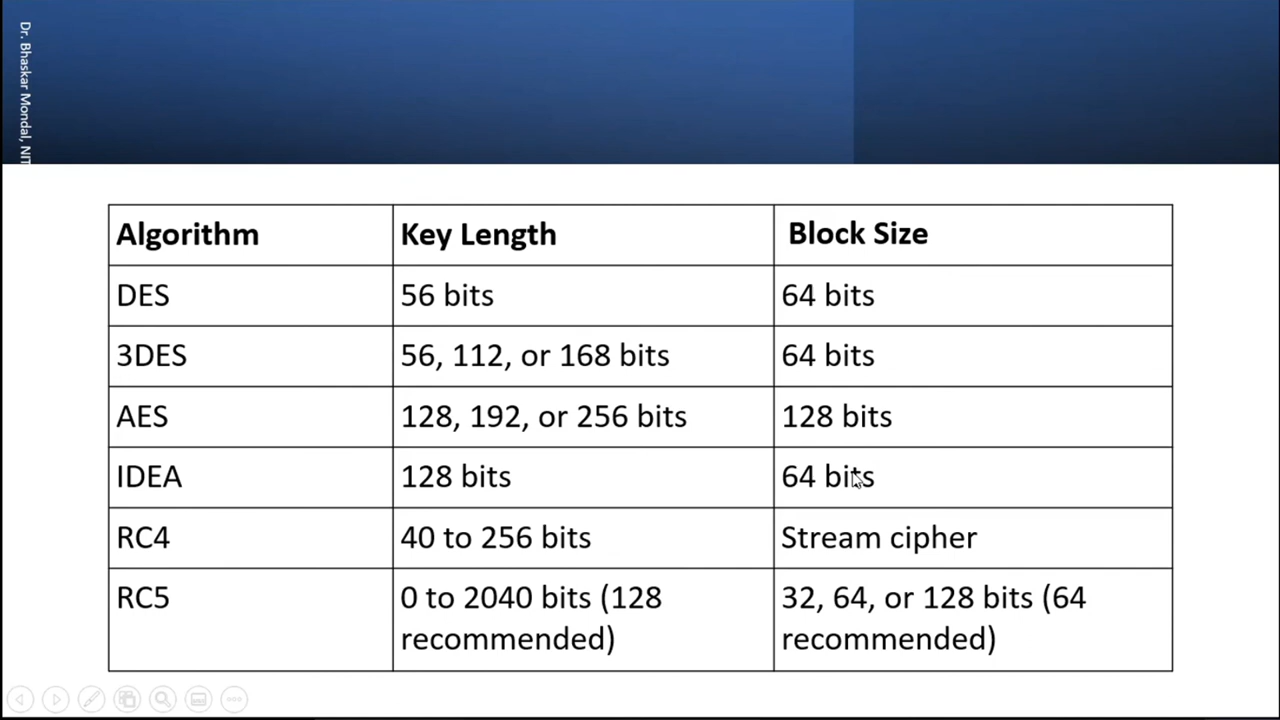 Dr. Bhaskar Mondal, NIT
Algorithm Key Length Block Size
DES 56 bits 64 bits
3DES 56, 112, or 168 bits 64 bits
AES 128, 192, or 256 bits 128 bits
IDEA 128 bits 64 bits
RC4 40 to 256 bits Stream cipher
RC5 0 to 2040 bits (128 32, 64, or 128 bits (64
recommended) recommended)